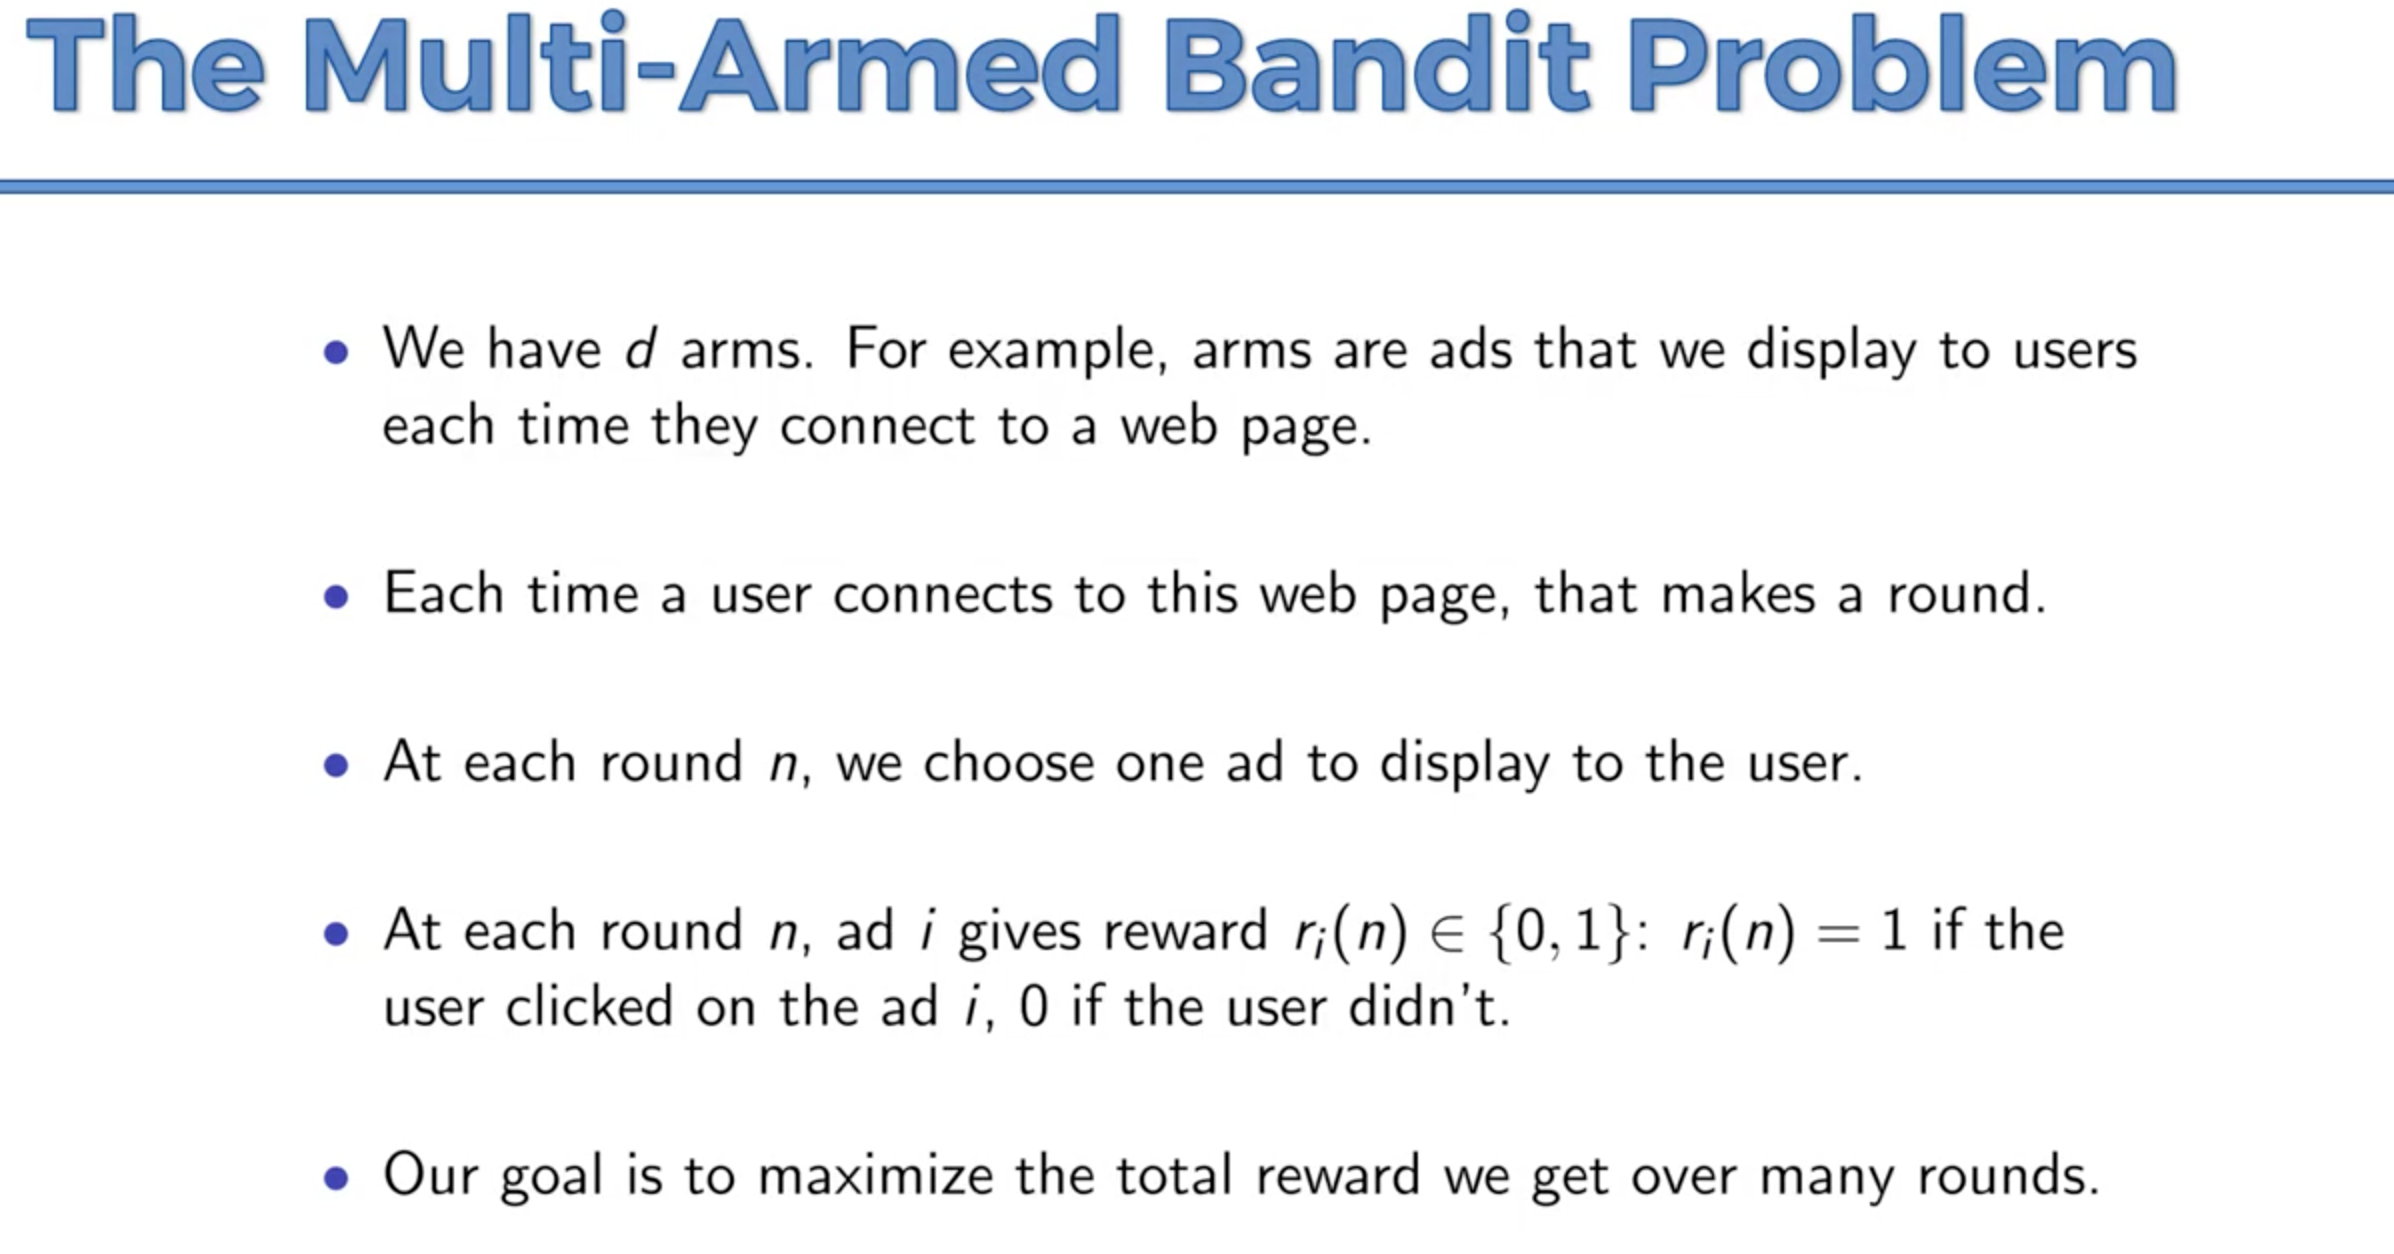 The Multi-Armed Bandit Problem
• We have d arms. For example, arms are ads that we display to users
each time they connect to a web page.
• Each time a user connects to this web page, that makes a round.
• At each round n, we choose one ad to display to the user.
• At each round n, ad i gives reward rᵢ(n) ∈ {0, 1}: rᵢ(n) = 1 if the
user clicked on the ad i, 0 if the user didn't.
• Our goal is to maximize the total reward we get over many rounds.